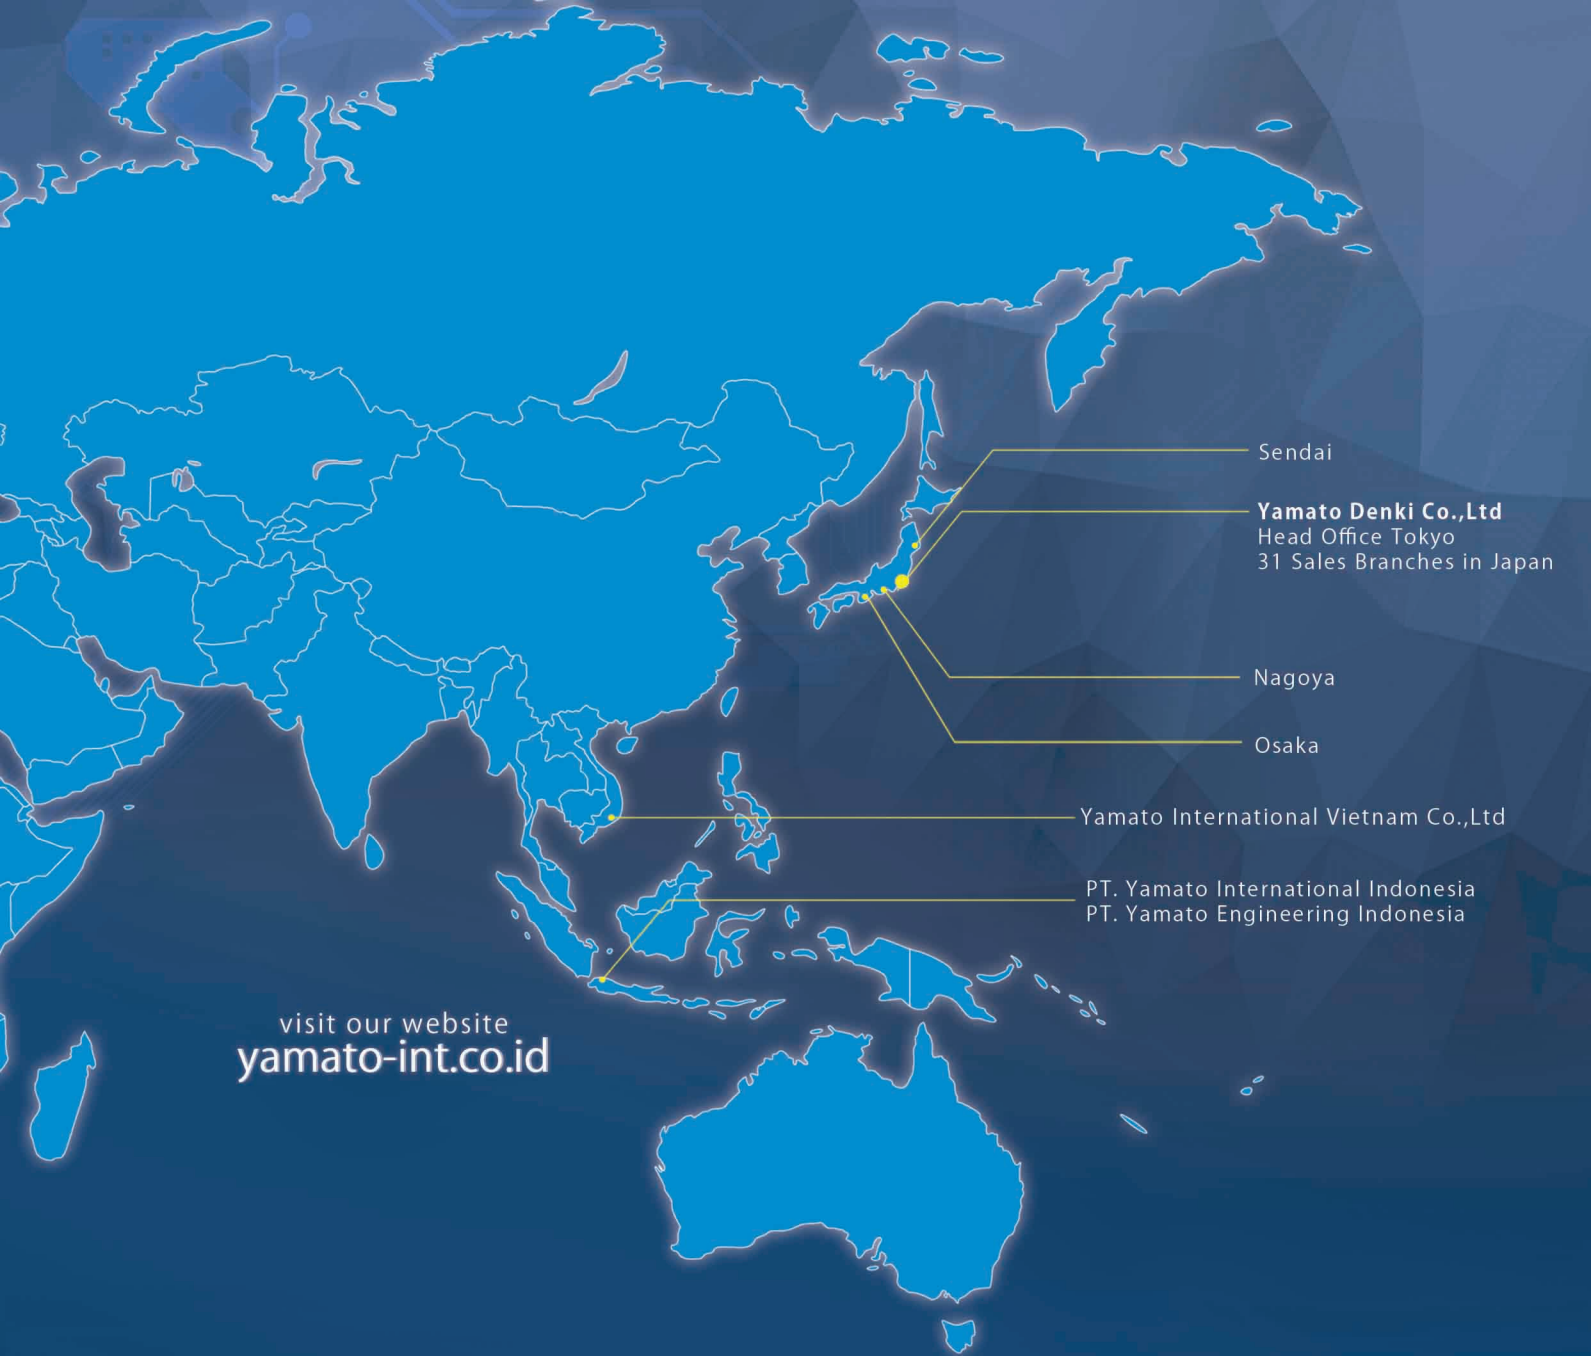 Sendai
Yamato Denki Co.,Ltd
Head Office Tokyo
31 Sales Branches in Japan
Nagoya
Osaka
Yamato International Vietnam Co.,Ltd
PT. Yamato International Indonesia
PT. Yamato Engineering Indonesia
visit our website
yamato-int.co.id